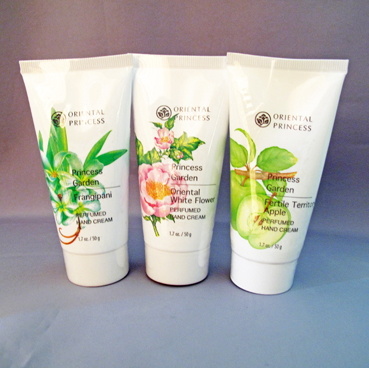 ORIENTAL
PRINCESS
Princess
Garden
Frangipani
PERFUMED
HAND CREAM
1.7 oz. / 50 g
ORIENTAL
PRINCESS
Princess
Garden
Oriental
White Flower
PERFUMED
HAND CREAM
1.7 oz. / 50 g
ORIENTAL
PRINCESS
Princess
Garden
Fertile Territory
Apple
PERFUMED
HAND CREAM
1.7 oz. / 50 g